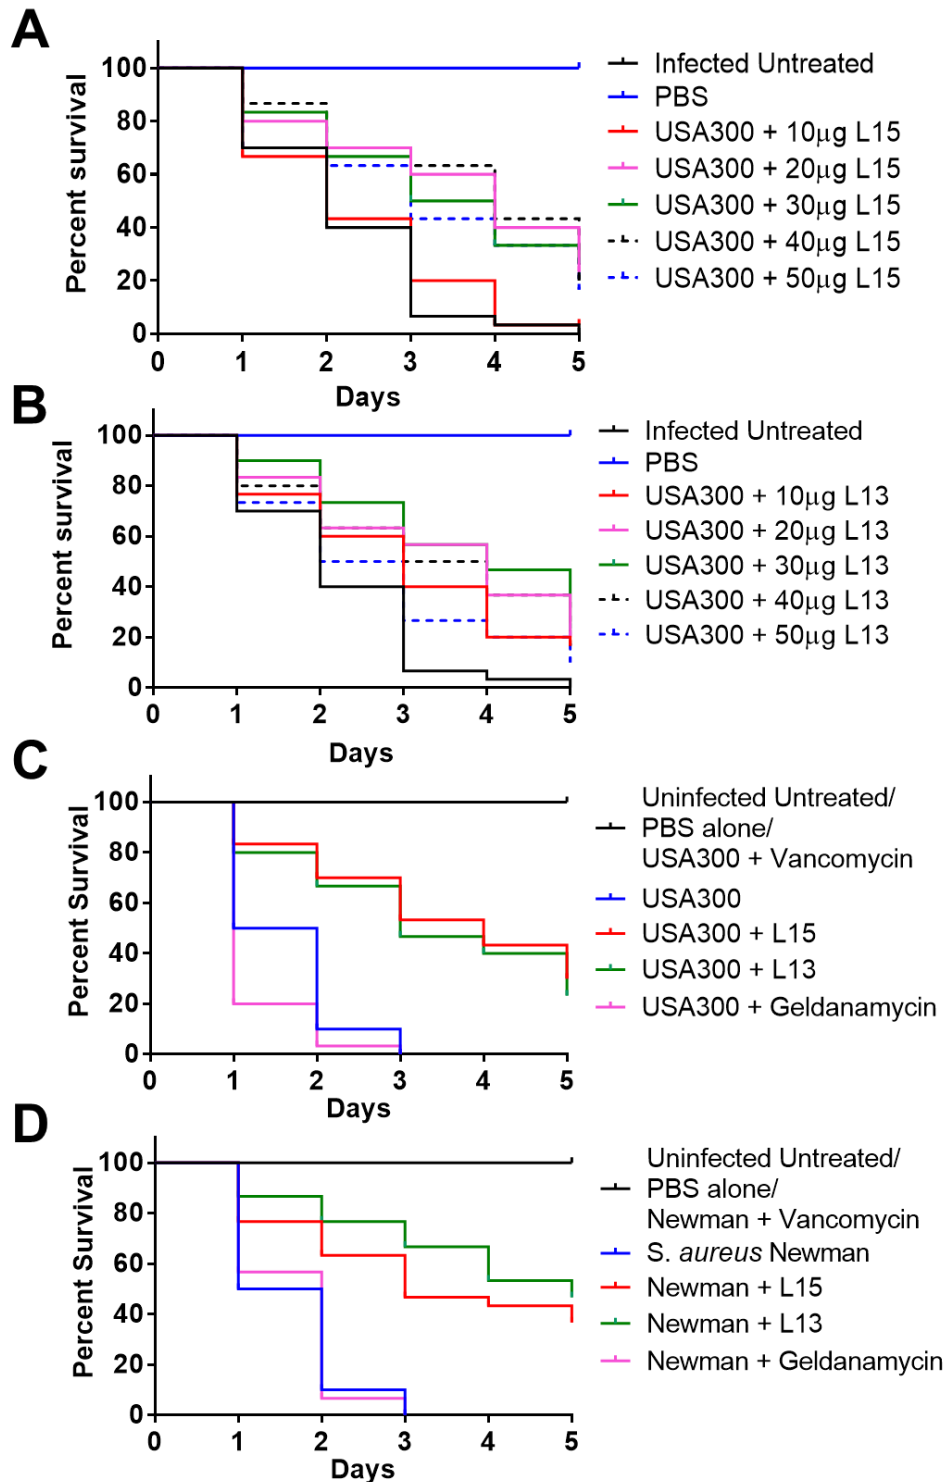 A
Percent survival
100
80
60
40
20
0
0 1 2 3 4 5
Days
Infected Untreated
PBS
USA300 + 10μg L15
USA300 + 20μg L15
USA300 + 30μg L15
USA300 + 40μg L15
USA300 + 50μg L15
B
Percent survival
100
80
60
40
20
0
0 1 2 3 4 5
Days
Infected Untreated
PBS
USA300 + 10μg L13
USA300 + 20μg L13
USA300 + 30μg L13
USA300 + 40μg L13
USA300 + 50μg L13
C
Percent Survival
100
80
60
40
20
0
0 1 2 3 4 5
Days
Uninfected Untreated/
PBS alone/
USA300 + Vancomycin
USA300
USA300 + L15
USA300 + L13
USA300 + Geldanamycin
D
Percent Survival
100
80
60
40
20
0
0 1 2 3 4 5
Days
Uninfected Untreated/
PBS alone/
Newman + Vancomycin
S. aureus Newman
Newman + L15
Newman + L13
Newman + Geldanamycin